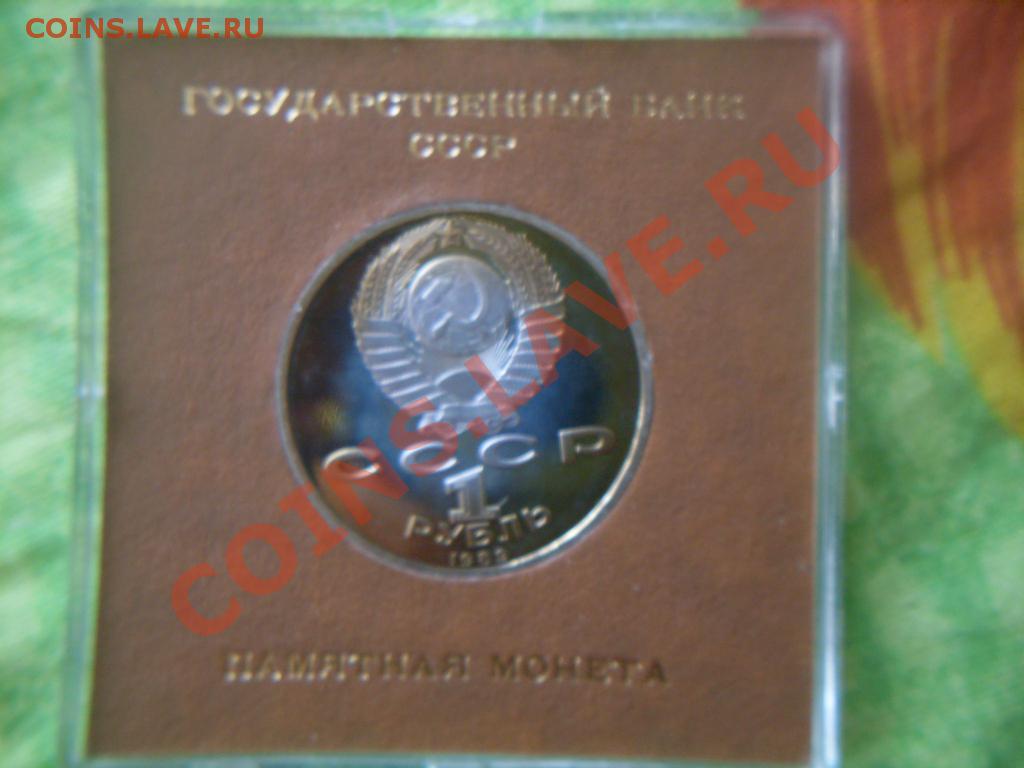 COINS.LAVE.RU
ГОСУДАРСТВЕННЫЙ БАНК
СССР
COINS.LAVE.RU
СССР
1
РУБЛЬ
ПАМЯТНАЯ МОНЕТА